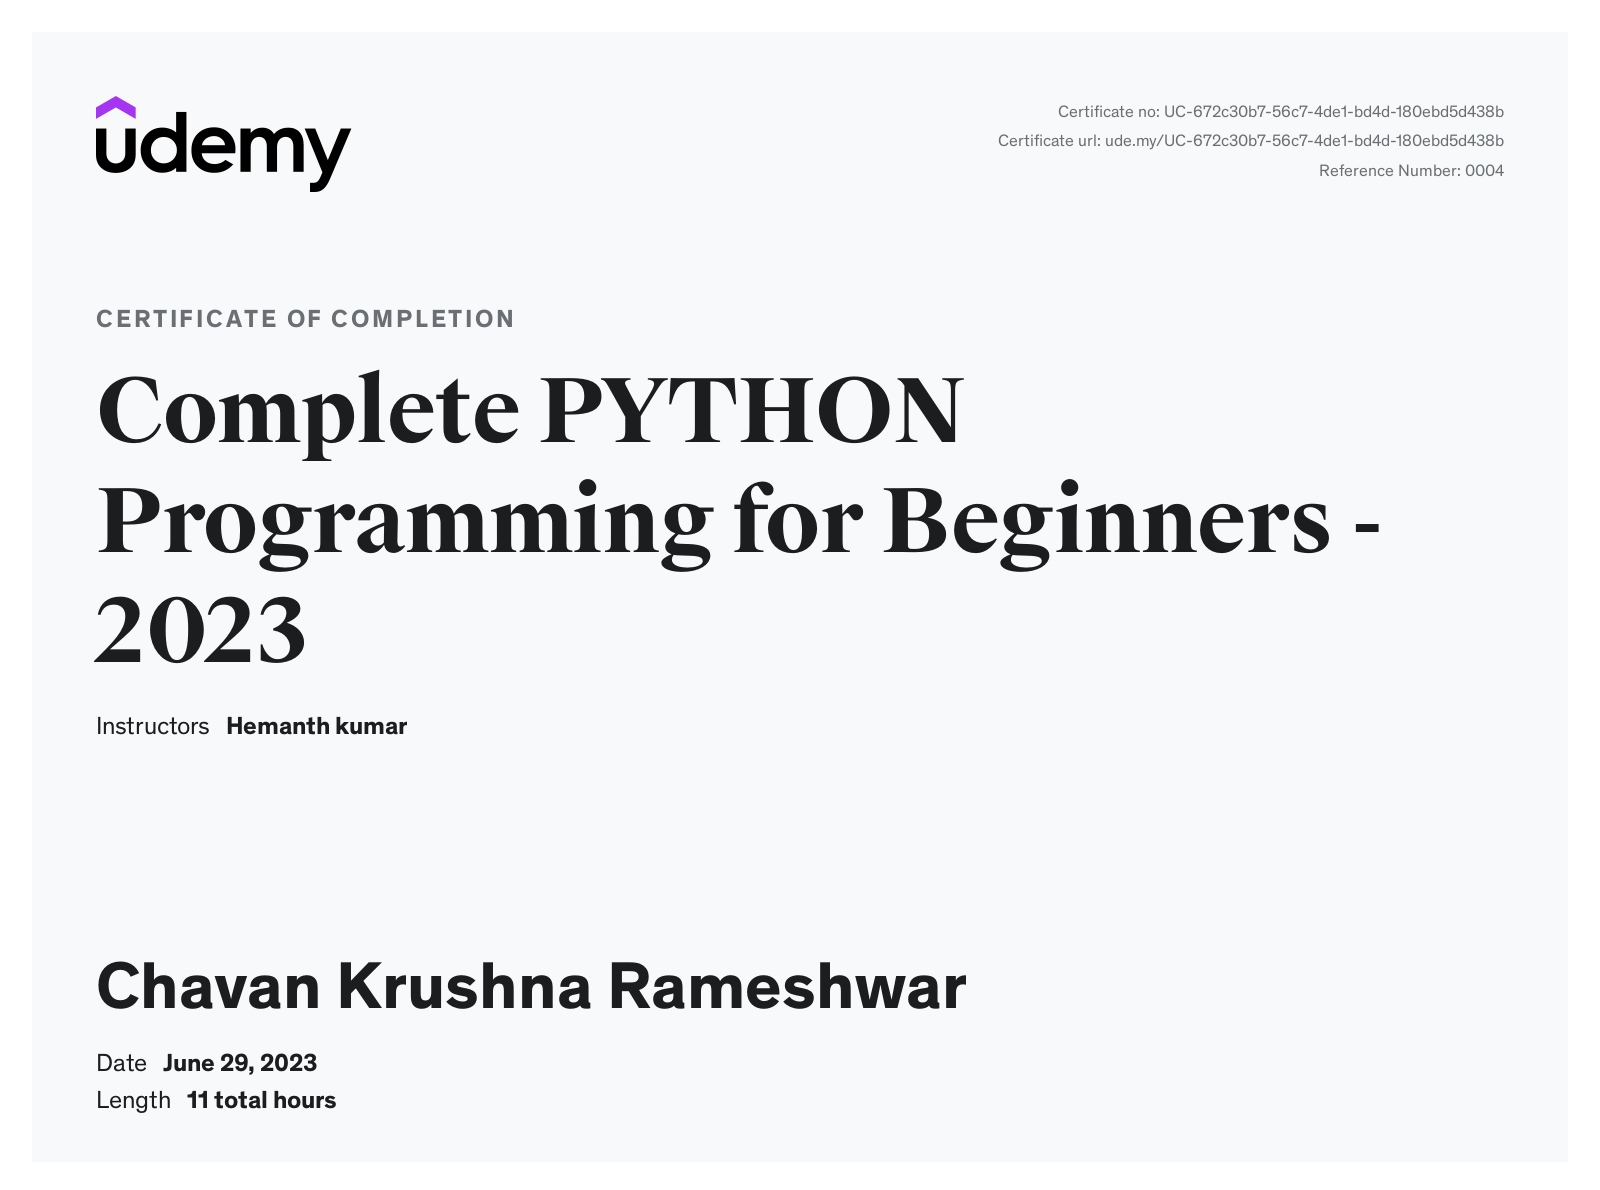 udemy
Certificate no: UC-672c30b7-56c7-4de1-bd4d-180ebd5d438b
Certificate url: ude.my/UC-672c30b7-56c7-4de1-bd4d-180ebd5d438b
Reference Number: 0004
CERTIFICATE OF COMPLETION
Complete PYTHON
Programming for Beginners -
2023
Instructors Hemanth kumar
Chavan Krushna Rameshwar
Date June 29, 2023
Length 11 total hours